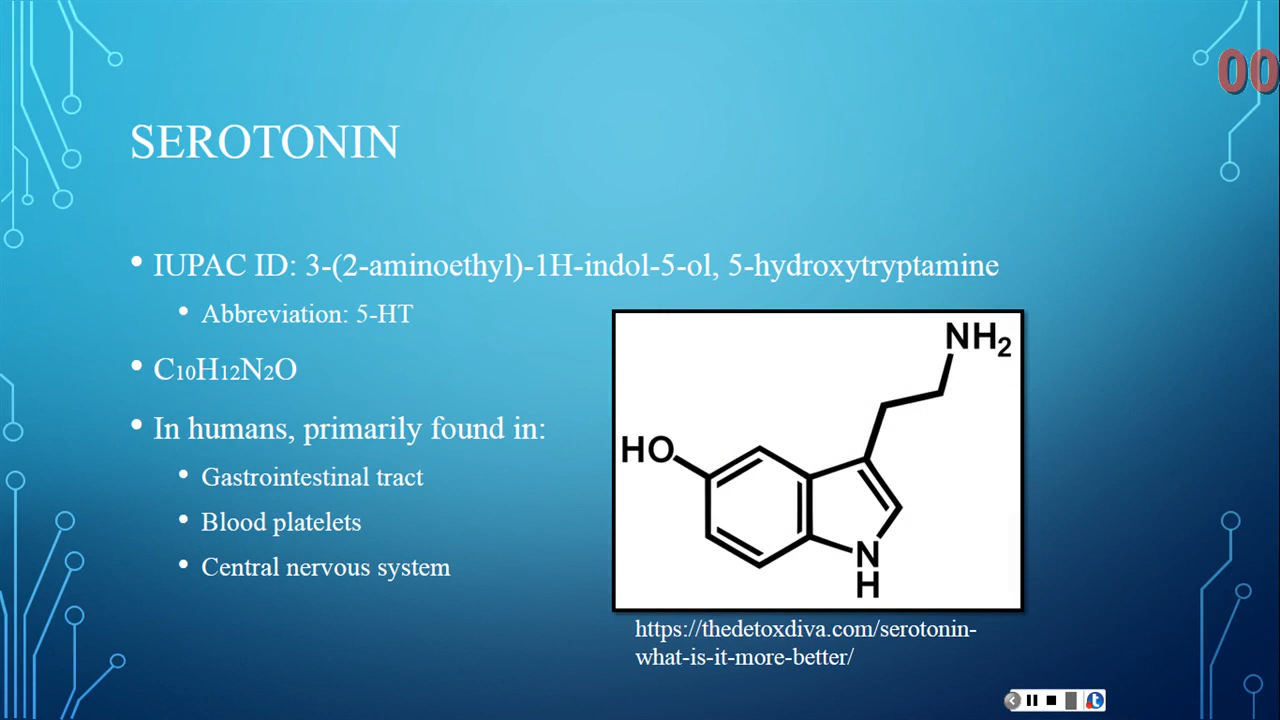 00
SEROTONIN
• IUPAC ID: 3-(2-aminoethyl)-1H-indol-5-ol, 5-hydroxytryptamine
• Abbreviation: 5-HT
• C₁₀H₁₂N₂O
• In humans, primarily found in:
• Gastrointestinal tract
• Blood platelets
• Central nervous system
NH₂
HO
N
H
https://thedetoxdiva.com/serotonin-
what-is-it-more-better/
t